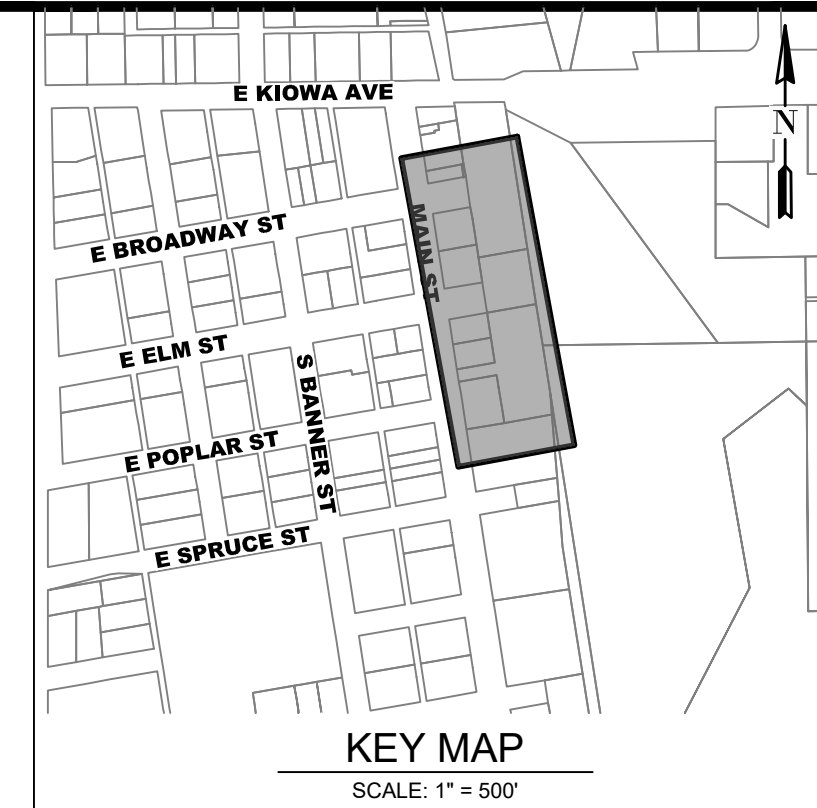 E KIOWA AVE
N
E BROADWAY ST
MAIN ST
E ELM ST
S BANNER ST
E POPLAR ST
E SPRUCE ST
KEY MAP
SCALE: 1" = 500'